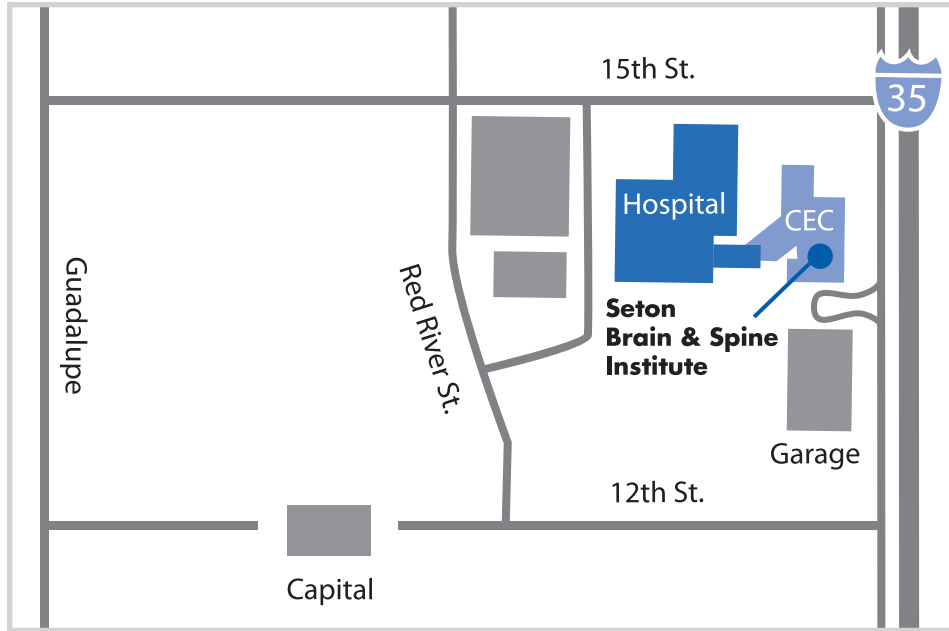 15th St.
35
Hospital
CEC
Guadalupe
Red River St.
Seton
Brain & Spine
Institute
Garage
12th St.
Capital